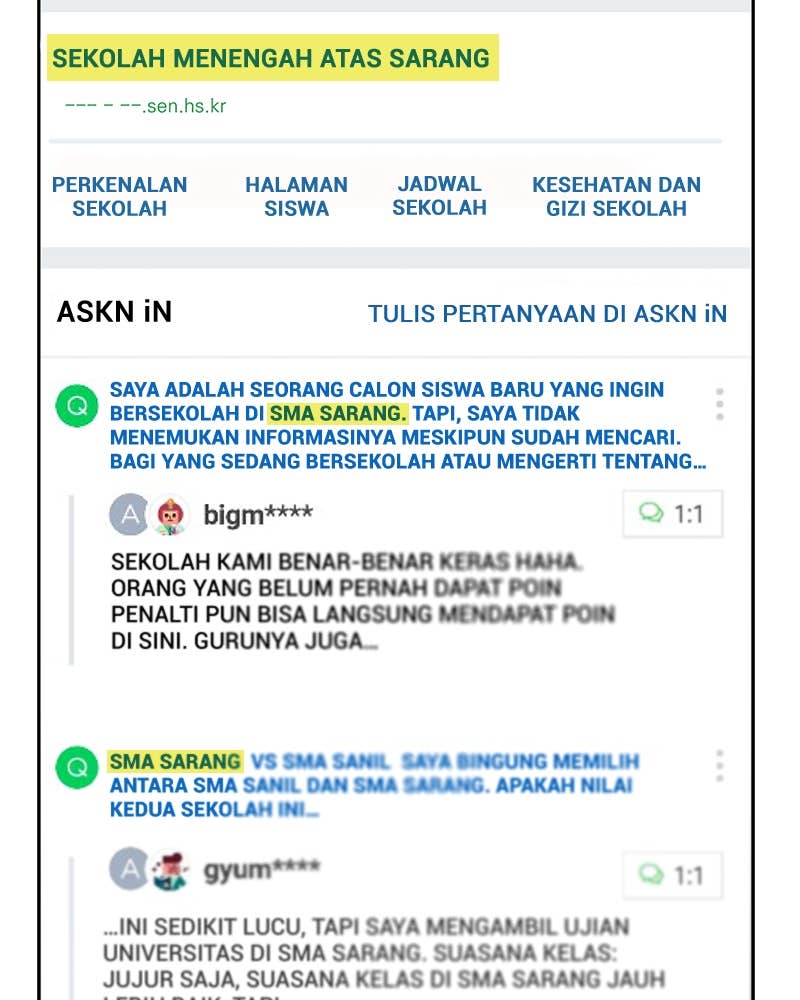 SEKOLAH MENENGAH ATAS SARANG
--- - --.sen.hs.kr
PERKENALAN SEKOLAH
HALAMAN SISWA
JADWAL SEKOLAH
KESEHATAN DAN GIZI SEKOLAH
ASKN iN
TULIS PERTANYAAN DI ASKN iN
Q
SAYA ADALAH SEORANG CALON SISWA BARU YANG INGIN
BERSEKOLAH DI SMA SARANG. TAPI, SAYA TIDAK
MENEMUKAN INFORMASINYA MESKIPUN SUDAH MENCARI.
BAGI YANG SEDANG BERSEKOLAH ATAU MENGERTI TENTANG...
A
bigm****
1:1
SEKOLAH KAMI BENAR-BENAR KERAS HAHA.
ORANG YANG BELUM PERNAH DAPAT POIN
PENALTI PUN BISA LANGSUNG MENDAPAT POIN
DI SINI. GURUNYA JUGA...
Q
SMA SARANG VS SMA SANIL SAYA BINGUNG MEMILIH
ANTARA SMA SANIL DAN SMA SARANG. APAKAH NILAI
KEDUA SEKOLAH INI...
A
gyum****
1:1
...INI SEDIKIT LUCU, TAPI SAYA MENGAMBIL UJIAN
UNIVERSITAS DI SMA SARANG. SUASANA KELAS:
JUJUR SAJA, SUASANA KELAS DI SMA SARANG JAUH